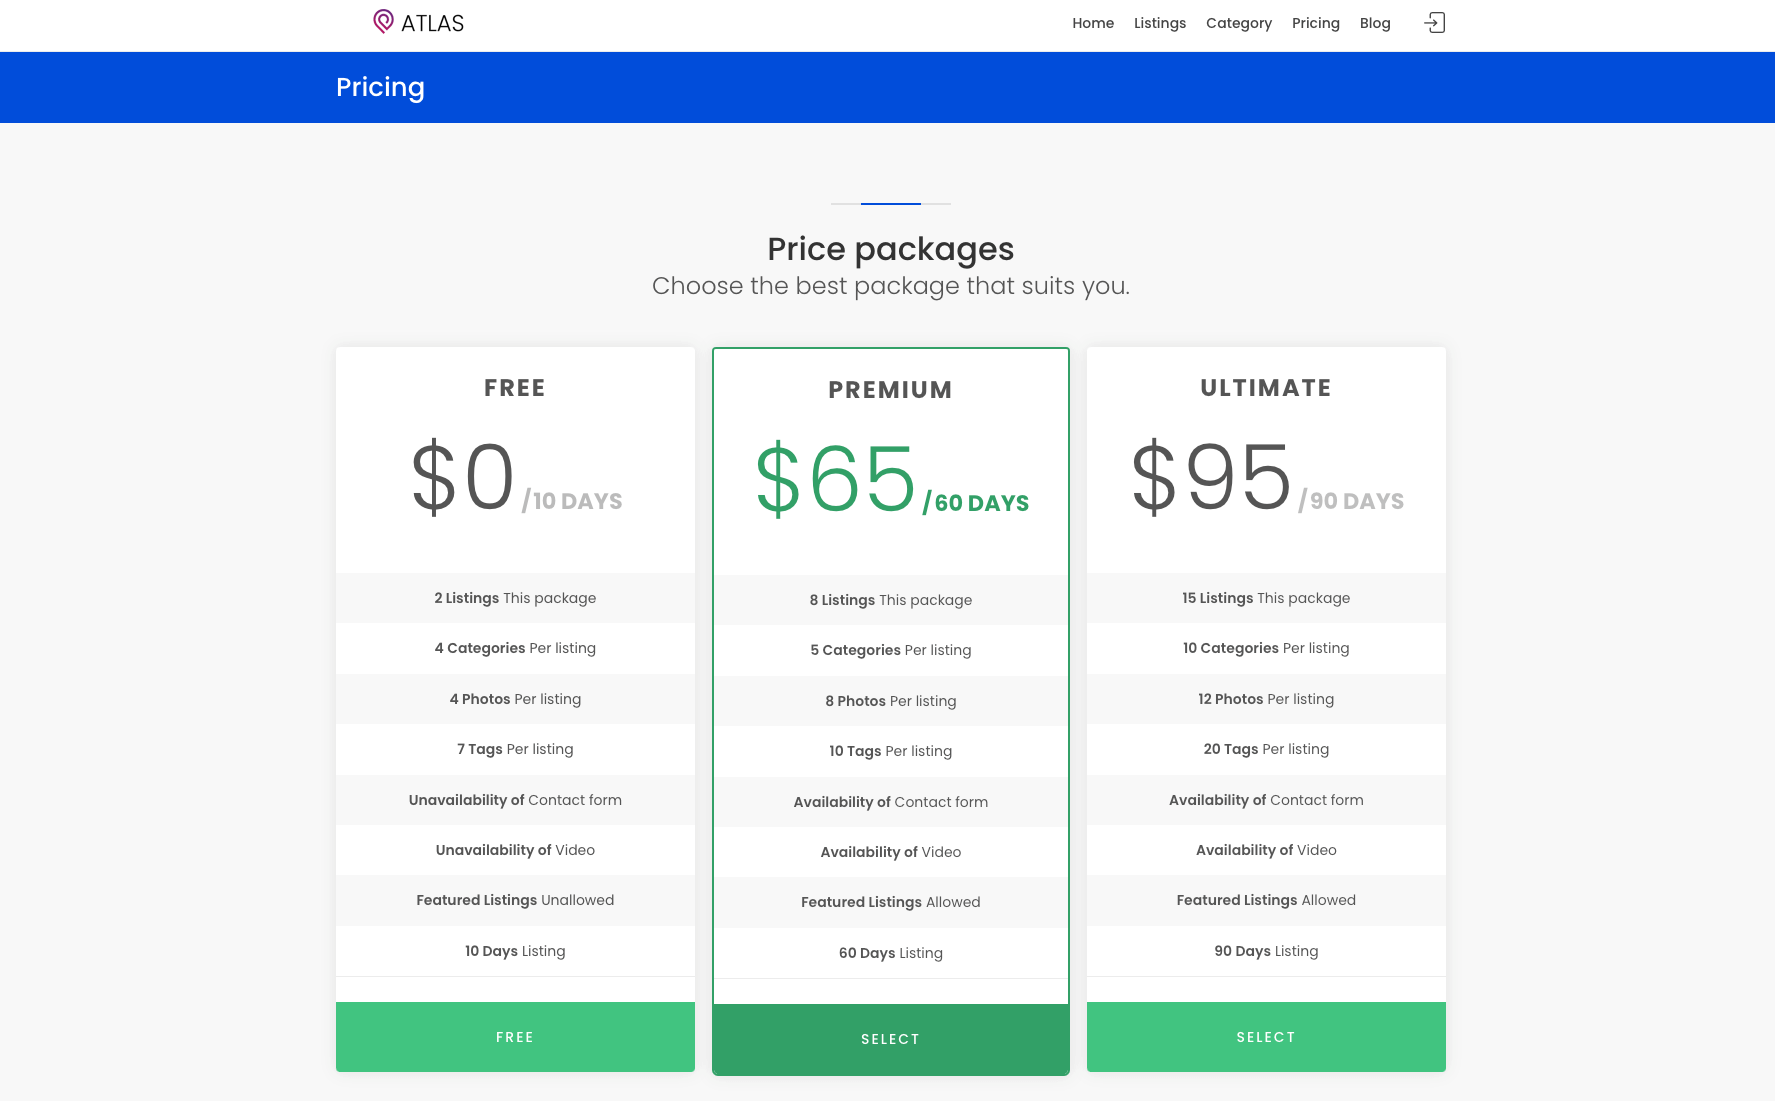 ATLAS
Home Listings Category Pricing Blog
Pricing
Price packages
Choose the best package that suits you.
FREE
$0 /10 DAYS
2 Listings This package
4 Categories Per listing
4 Photos Per listing
7 Tags Per listing
Unavailability of Contact form
Unavailability of Video
Featured Listings Unallowed
10 Days Listing
FREE
PREMIUM
$65 /60 DAYS
8 Listings This package
5 Categories Per listing
8 Photos Per listing
10 Tags Per listing
Availability of Contact form
Availability of Video
Featured Listings Allowed
60 Days Listing
SELECT
ULTIMATE
$95 /90 DAYS
15 Listings This package
10 Categories Per listing
12 Photos Per listing
20 Tags Per listing
Availability of Contact form
Availability of Video
Featured Listings Allowed
90 Days Listing
SELECT